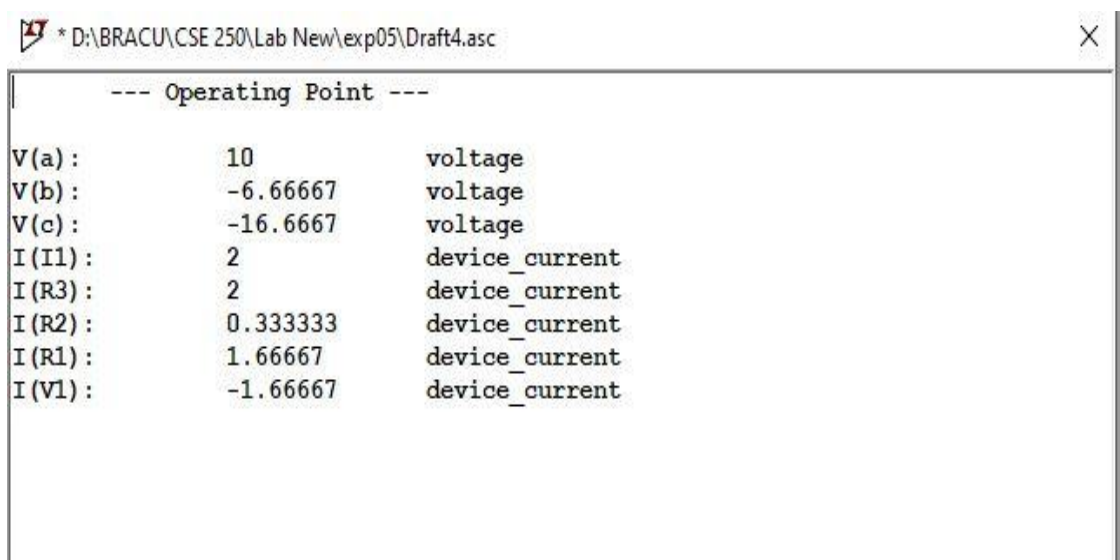 * D:\BRACU\CSE 250\Lab New\exp05\Draft4.asc
--- Operating Point ---
V(a): 10 voltage
V(b): -6.66667 voltage
V(c): -16.6667 voltage
I(I1): 2 device_current
I(R3): 2 device_current
I(R2): 0.333333 device_current
I(R1): 1.66667 device_current
I(V1): -1.66667 device_current